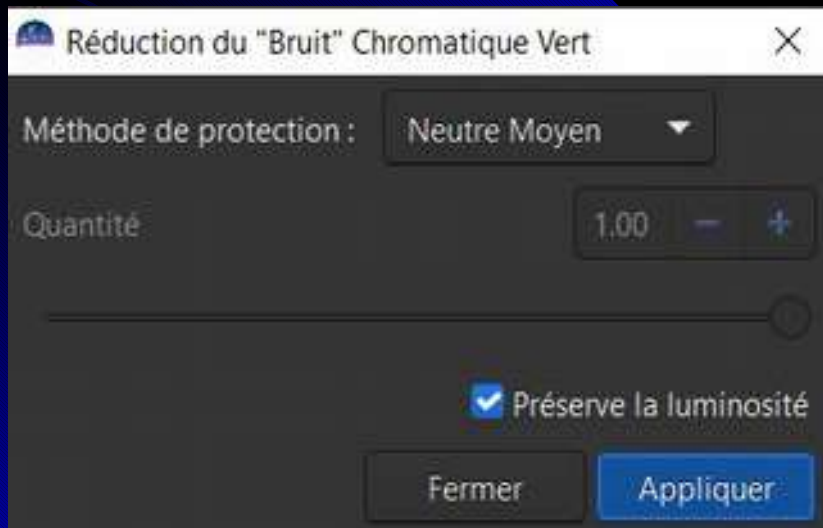 Réduction du "Bruit" Chromatique Vert
Méthode de protection : Neutre Moyen
Quantité 1.00 − +
Préserve la luminosité
Fermer Appliquer